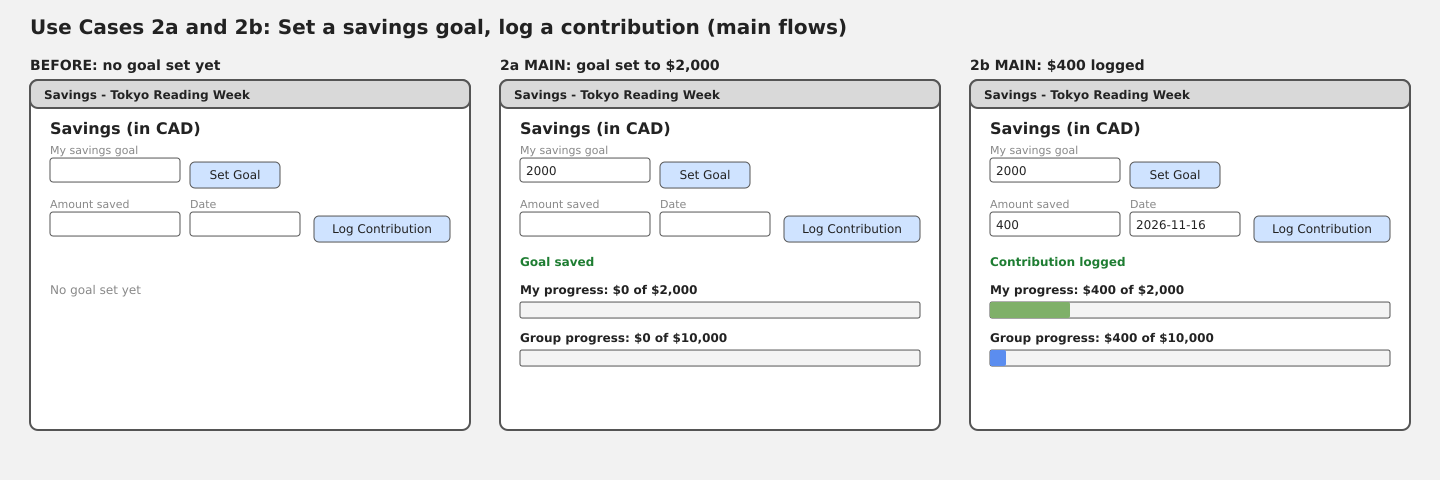 Use Cases 2a and 2b: Set a savings goal, log a contribution (main flows)
BEFORE: no goal set yet
Savings - Tokyo Reading Week
Savings (in CAD)
My savings goal
Set Goal
Amount saved Date
Log Contribution
No goal set yet
2a MAIN: goal set to $2,000
Savings - Tokyo Reading Week
Savings (in CAD)
My savings goal
2000 Set Goal
Amount saved Date
Log Contribution
Goal saved
My progress: $0 of $2,000
Group progress: $0 of $10,000
2b MAIN: $400 logged
Savings - Tokyo Reading Week
Savings (in CAD)
My savings goal
2000 Set Goal
Amount saved Date
400 2026-11-16 Log Contribution
Contribution logged
My progress: $400 of $2,000
Group progress: $400 of $10,000